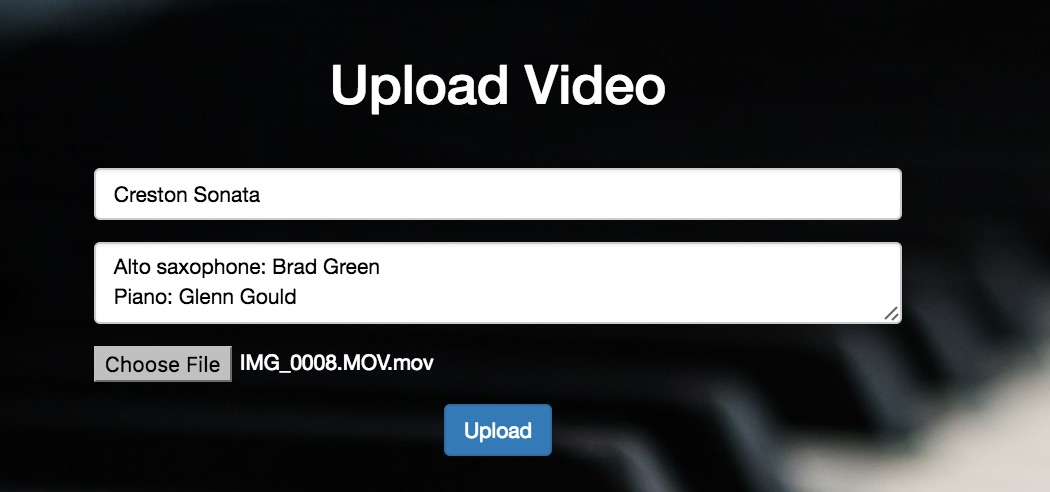 Upload Video
Creston Sonata
Alto saxophone: Brad Green
Piano: Glenn Gould
Choose File IMG_0008.MOV.mov
Upload